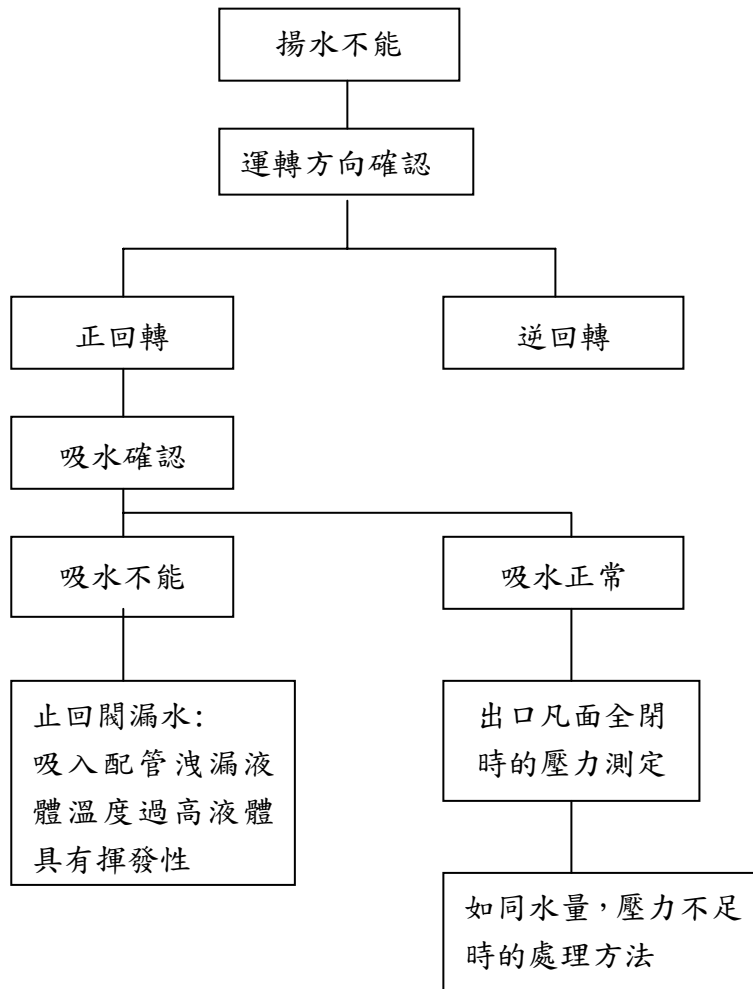 揚水不能
運轉方向確認
正回轉
逆回轉
吸水確認
吸水不能
吸水正常
止回閥漏水:
吸入配管洩漏液
體溫度過高液體
具有揮發性
出口凡面全閉
時的壓力測定
如同水量，壓力不足
時的處理方法